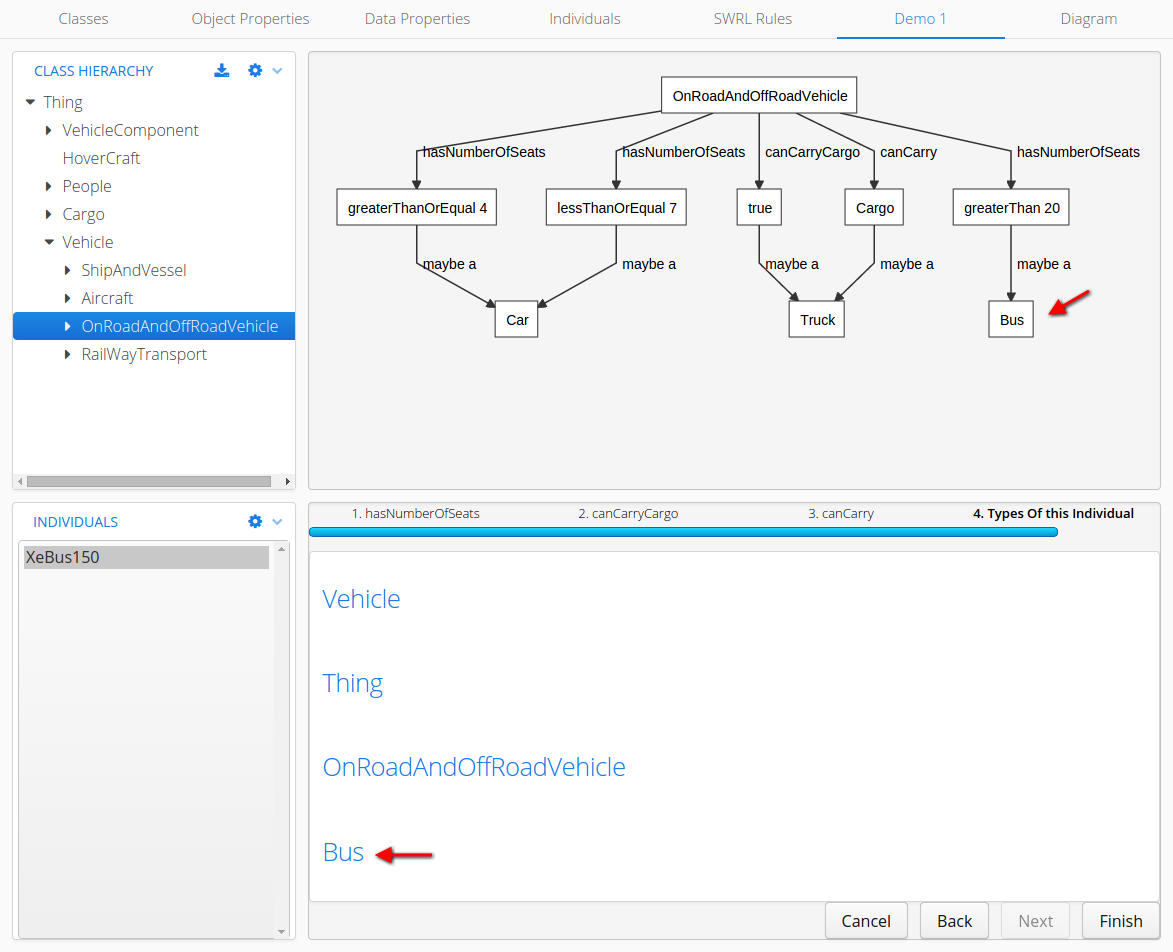 Classes Object Properties Data Properties Individuals SWRL Rules Demo 1 Diagram
CLASS HIERARCHY
Thing
VehicleComponent
HoverCraft
People
Cargo
Vehicle
ShipAndVessel
Aircraft
OnRoadAndOffRoadVehicle
RailWayTransport
OnRoadAndOffRoadVehicle
hasNumberOfSeats hasNumberOfSeats canCarryCargo canCarry hasNumberOfSeats
greaterThanOrEqual 4 lessThanOrEqual 7 true Cargo greaterThan 20
maybe a maybe a maybe a maybe a maybe a
Car Truck Bus
INDIVIDUALS
XeBus150
1. hasNumberOfSeats 2. canCarryCargo 3. canCarry 4. Types Of this Individual
Vehicle
Thing
OnRoadAndOffRoadVehicle
Bus
Cancel Back Next Finish